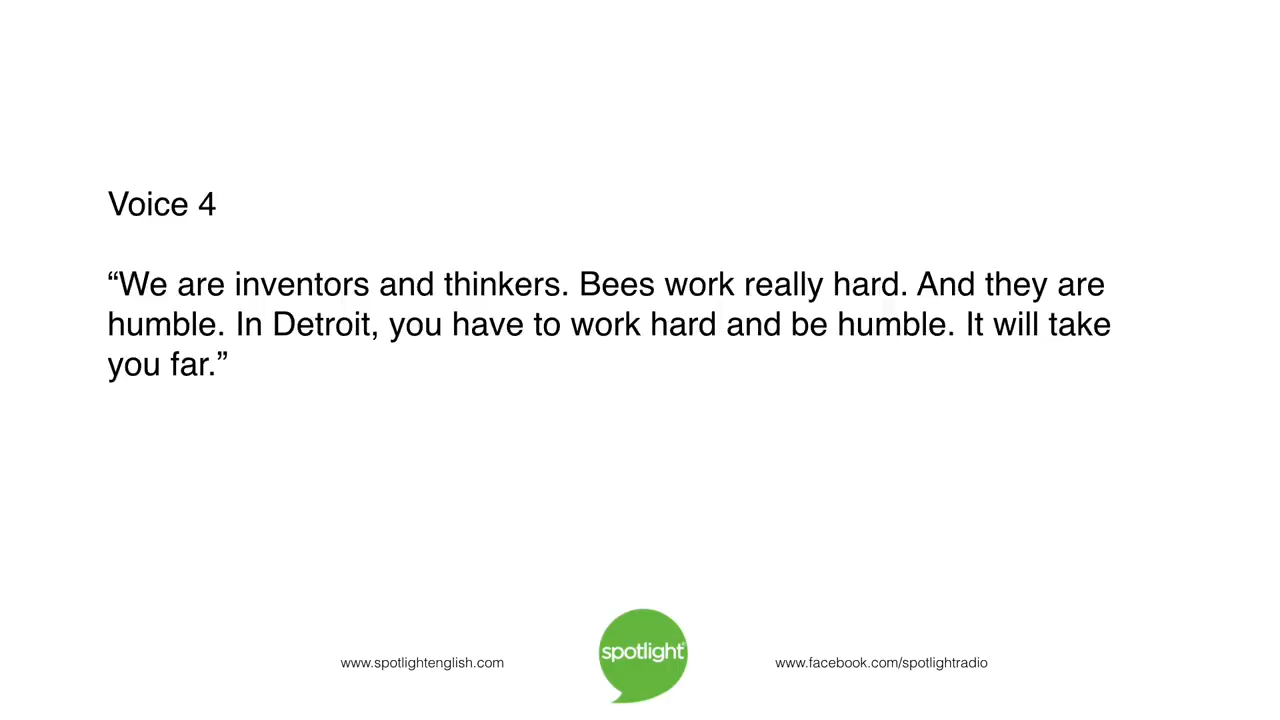 Voice 4
“We are inventors and thinkers. Bees work really hard. And they are
humble. In Detroit, you have to work hard and be humble. It will take
you far.”
www.spotlightenglish.com
spotlight
www.facebook.com/spotlightradio